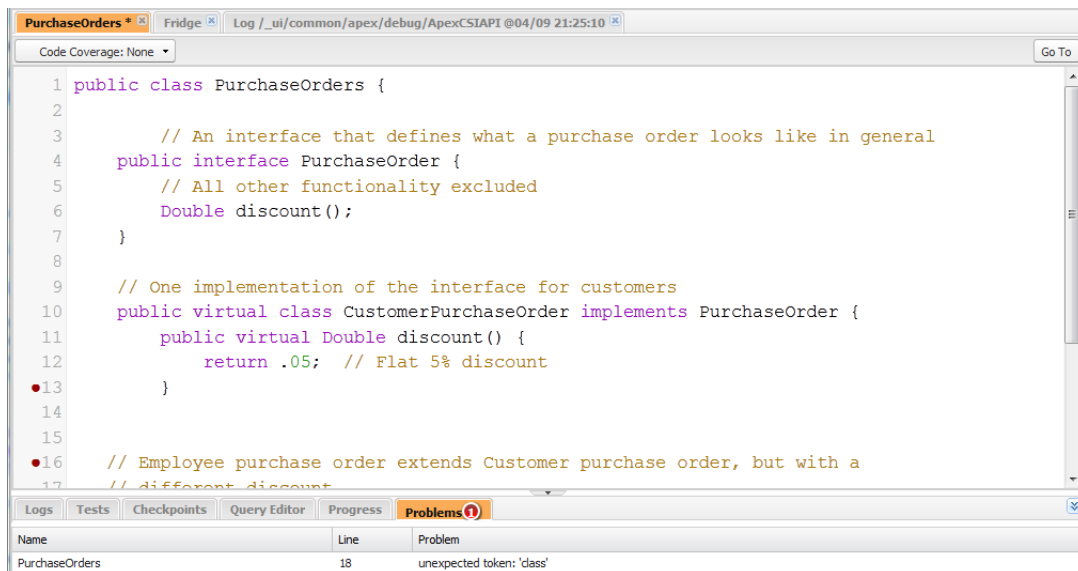 PurchaseOrders * Fridge Log /_ui/common/apex/debug/ApexCSIAPI @04/09 21:25:10
Code Coverage: None Go To
1 public class PurchaseOrders {
2
3 // An interface that defines what a purchase order looks like in general
4 public interface PurchaseOrder {
5 // All other functionality excluded
6 Double discount();
7 }
8
9 // One implementation of the interface for customers
10 public virtual class CustomerPurchaseOrder implements PurchaseOrder {
11 public virtual Double discount() {
12 return .05; // Flat 5% discount
13 }
14
15
16 // Employee purchase order extends Customer purchase order, but with a
17 // different discount
Logs Tests Checkpoints Query Editor Progress Problems 1
Name Line Problem
PurchaseOrders 18 unexpected token: 'class'